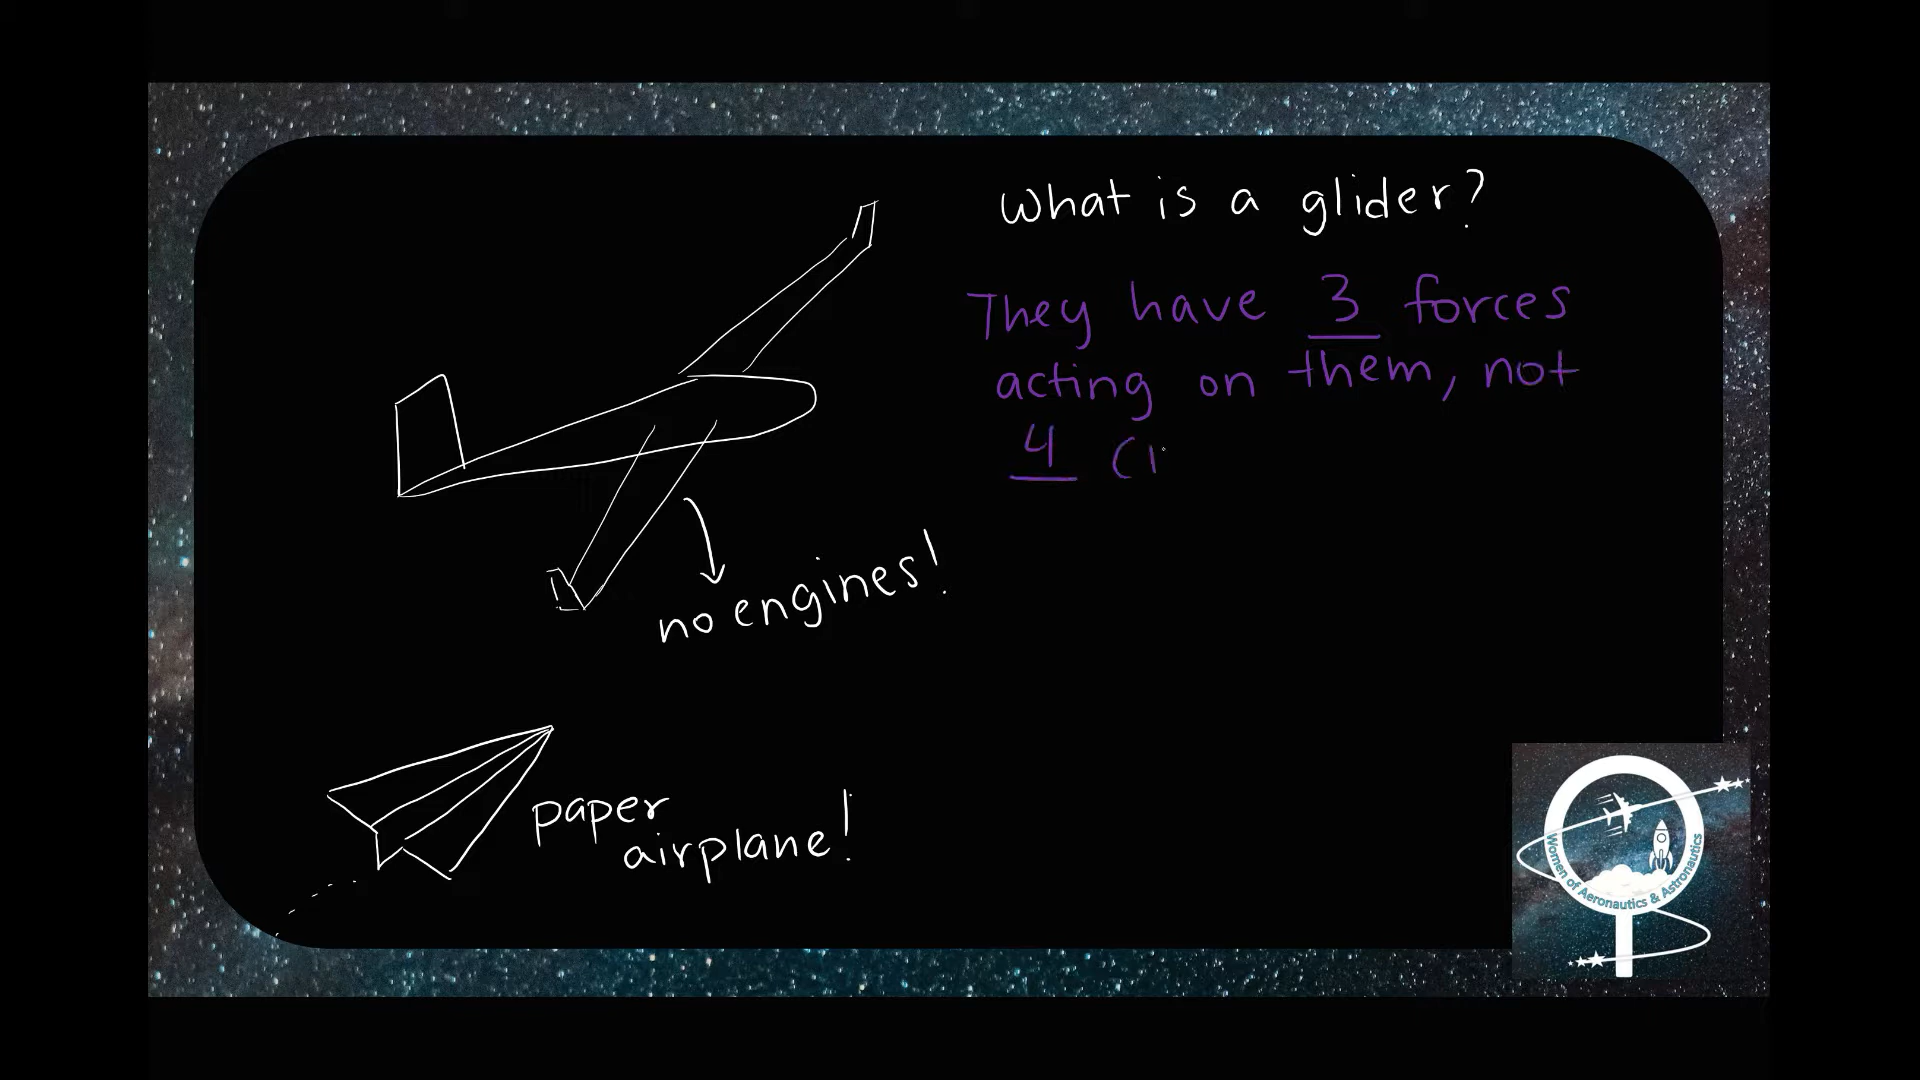 What is a glider?
They have 3 forces
acting on them, not
4 (
no engines!
paper
airplane!
Women of Aeronautics & Astronautics